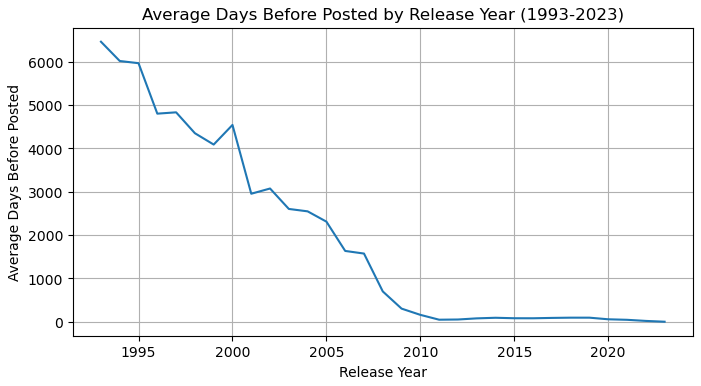 Average Days Before Posted by Release Year (1993-2023)
Average Days Before Posted
6000
5000
4000
3000
2000
1000
0
1995 2000 2005 2010 2015 2020
Release Year